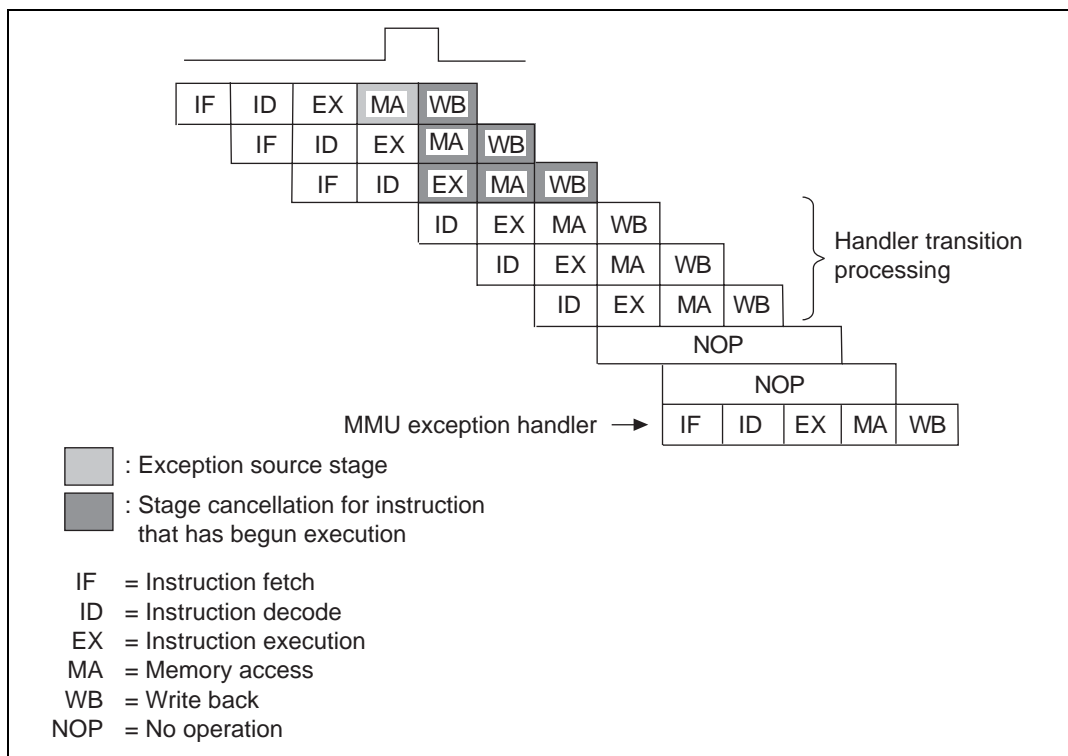 IF ID EX MA WB
IF ID EX MA WB
IF ID EX MA WB
ID EX MA WB
ID EX MA WB
ID EX MA WB
Handler transition
processing
NOP
NOP
MMU exception handler
IF ID EX MA WB
: Exception source stage
: Stage cancellation for instruction
that has begun execution
IF = Instruction fetch
ID = Instruction decode
EX = Instruction execution
MA = Memory access
WB = Write back
NOP = No operation